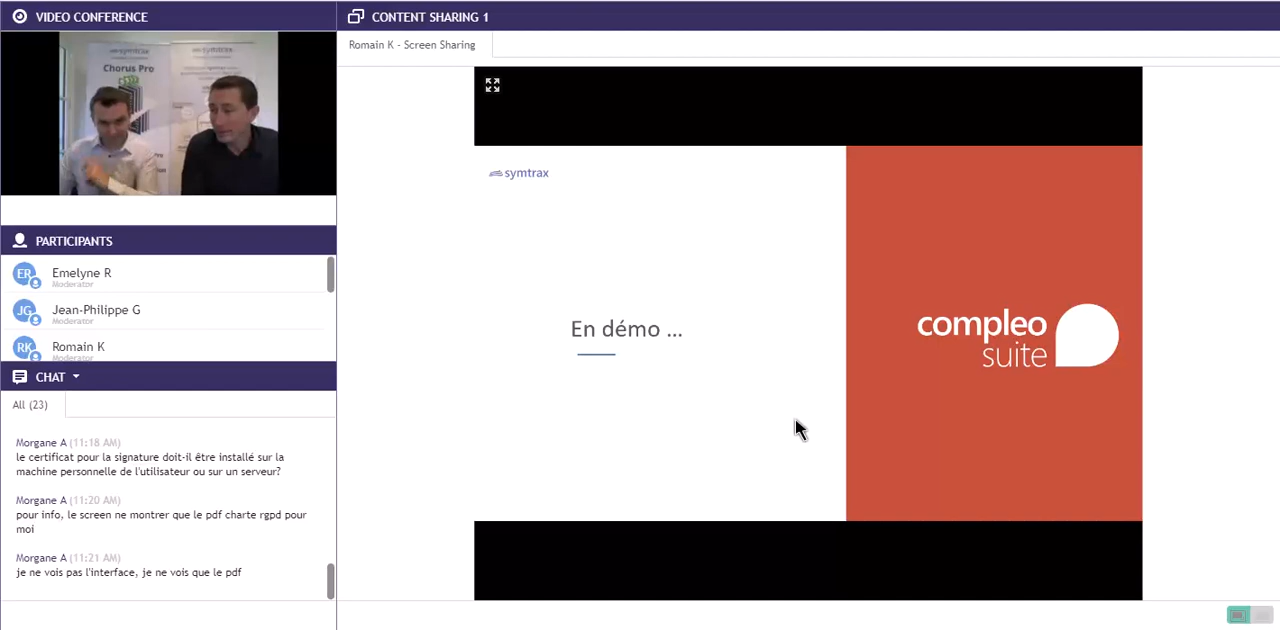 VIDEO CONFERENCE
symtrax
symtrax
Chorus Pro
PARTICIPANTS
ER
Emelyne R
Moderator
JG
Jean-Philippe G
Moderator
RK
Romain K
Moderator
CHAT
All (23)
Morgane A (11:18 AM)
le certificat pour la signature doit-il être installé sur la
machine personnelle de l'utilisateur ou sur un serveur?
Morgane A (11:20 AM)
pour info, le screen ne montrer que le pdf charte rgpd pour
moi
Morgane A (11:21 AM)
je ne vois pas l'interface, je ne vois que le pdf
CONTENT SHARING 1
Romain K - Screen Sharing
symtrax
En démo ...
compleo
suite